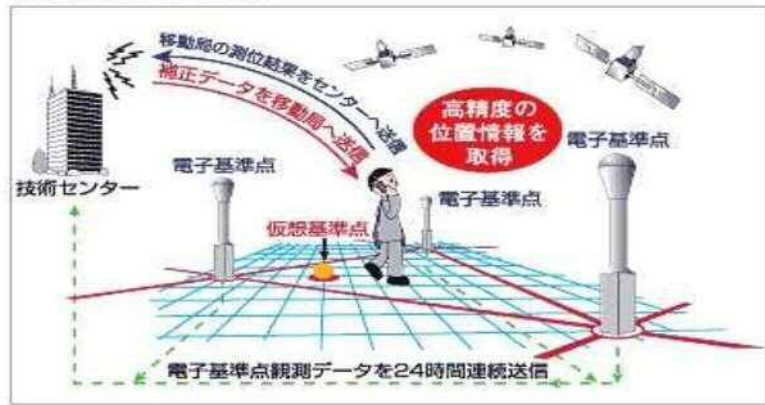 移動局の測位結果をセンターへ送信
補正データを移動局へ送信
高精度の
位置情報を
取得
電子基準点
電子基準点
技術センター
電子基準点
仮想基準点
電子基準点観測データを24時間連続送信